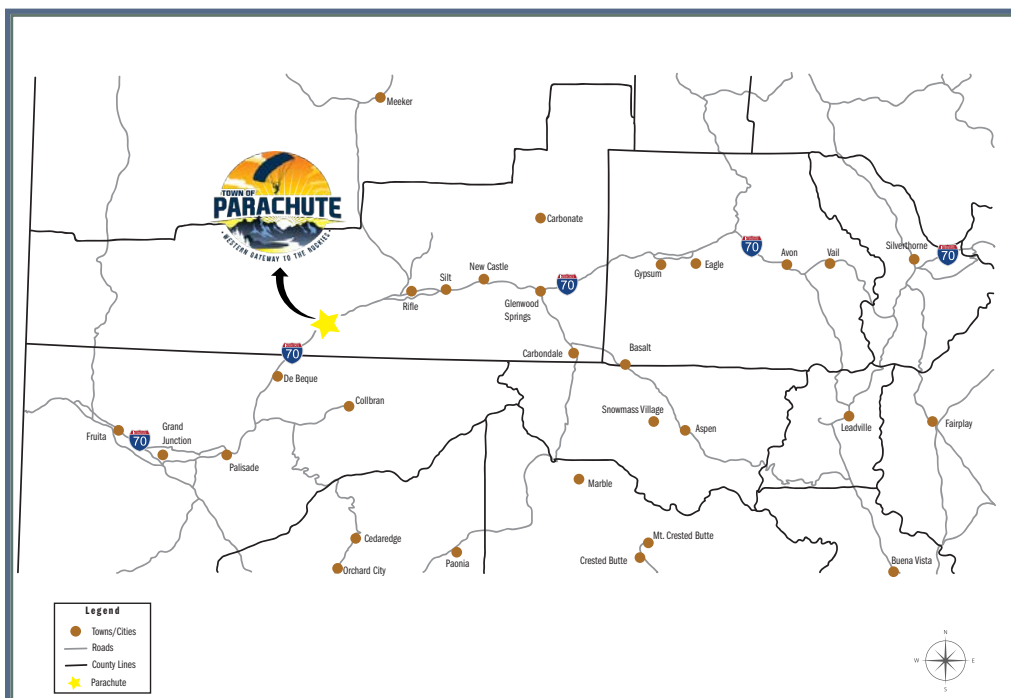 Meeker
TOWN OF
PARACHUTE
• WESTERN GATEWAY TO THE ROCKIES •
Carbonate
Silverthorne
70
70
Avon
Vail
Gypsum
Eagle
New Castle
Silt
Rifle
70
Glenwood
Springs
70
Carbondale
Basalt
De Beque
Collbran
Snowmass Village
Aspen
Leadville
Fairplay
Fruita
70
Grand
Junction
Palisade
Marble
Cedaredge
Orchard City
Paonia
Mt. Crested Butte
Crested Butte
Buena Vista
Legend
Towns/Cities
Roads
County Lines
Parachute
N
W
E
S